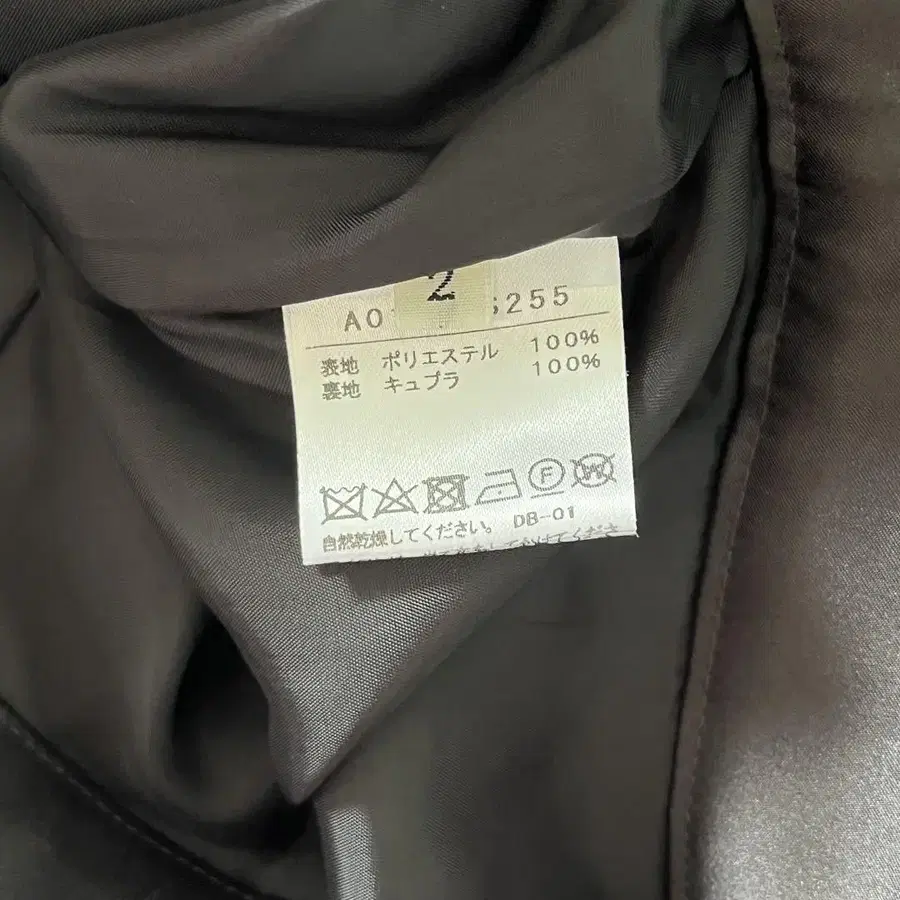 2
A0 5255
表地 ポリエステル 100%
裏地 キュプラ 100%
F
W
自然乾燥してください。 DB-01